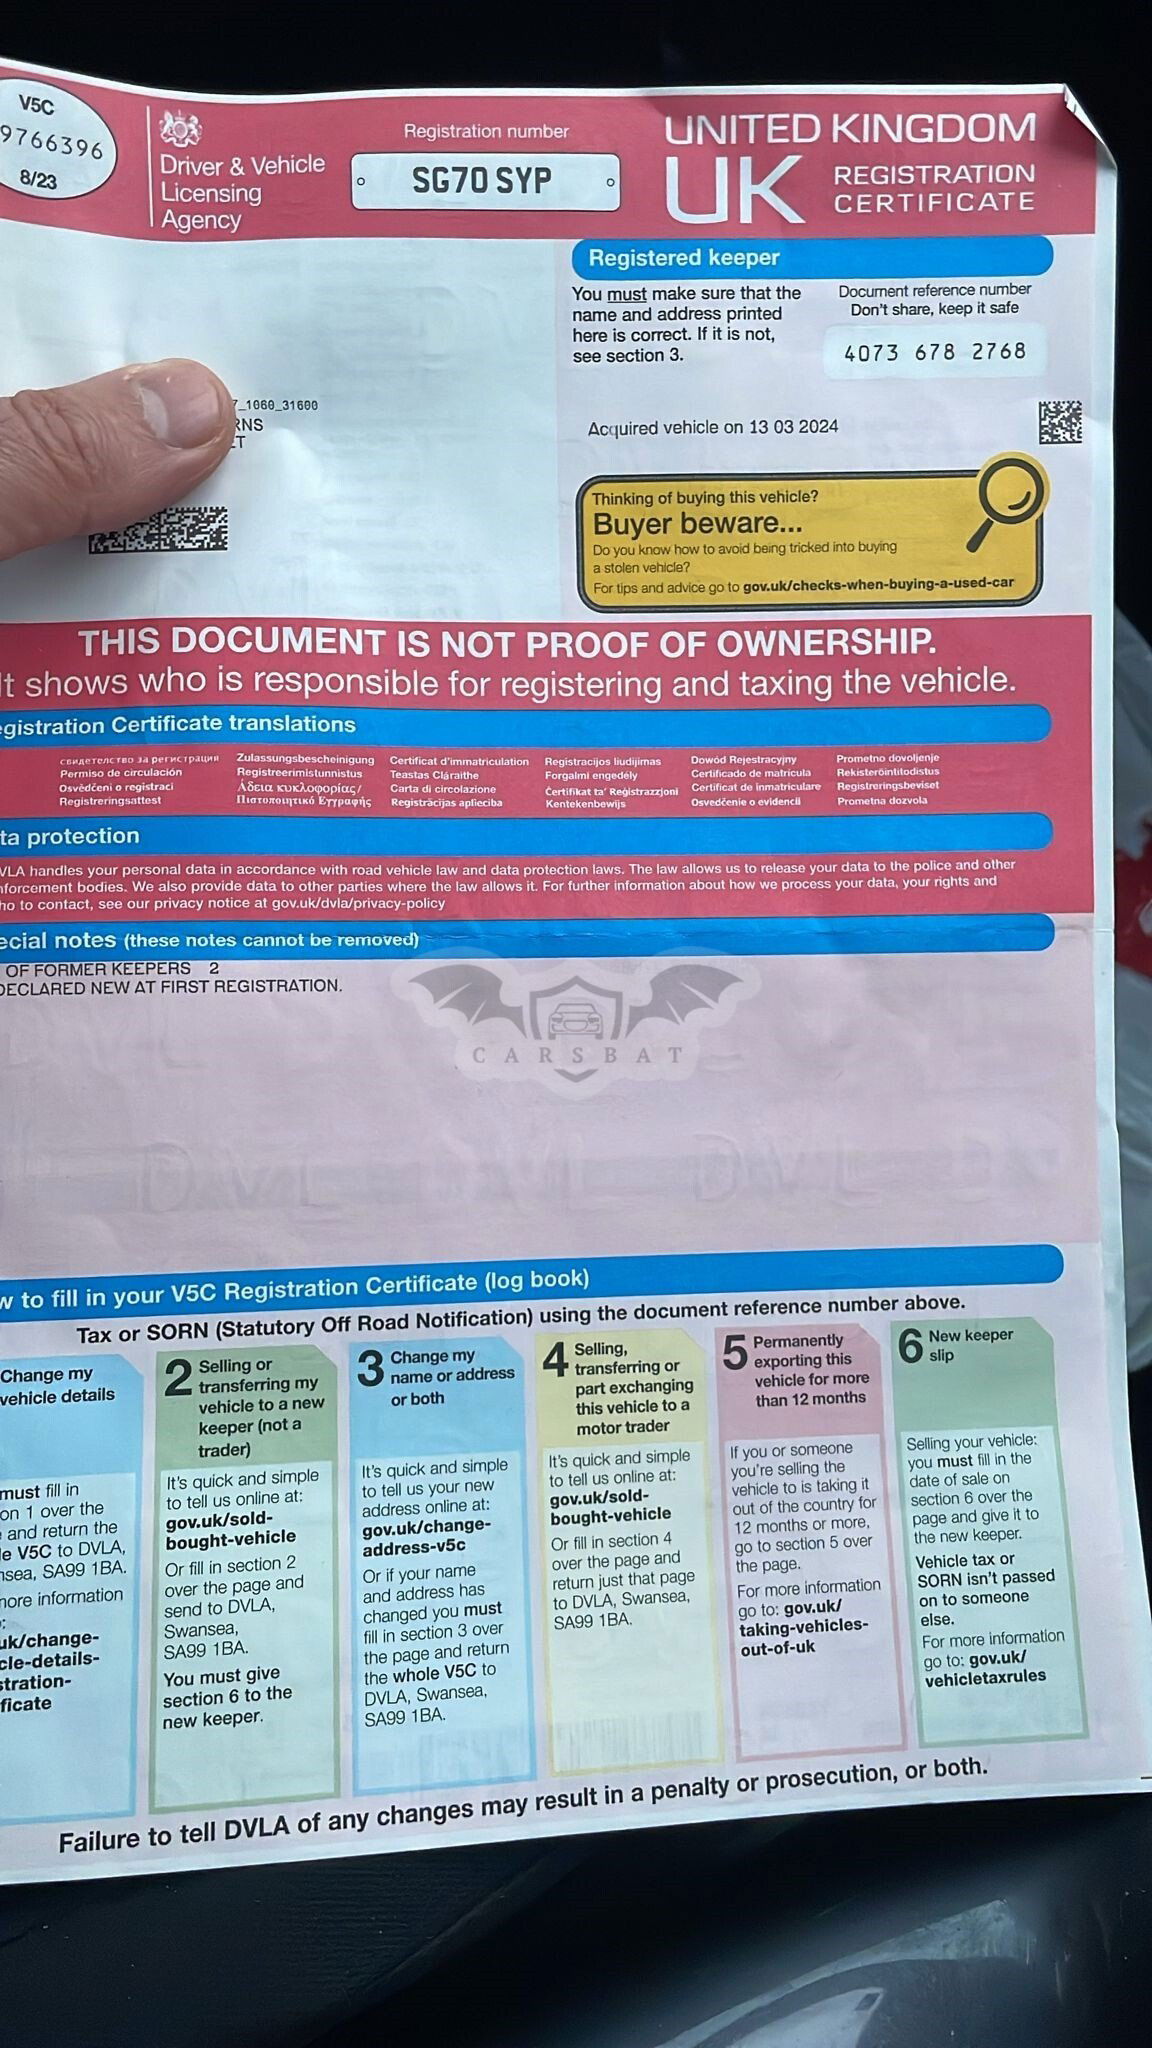 V5C
9766396
8/23
Driver & Vehicle
Licensing
Agency
Registration number
SG70 SYP
UNITED KINGDOM
UK REGISTRATION
CERTIFICATE
Registered keeper
You must make sure that the
name and address printed
here is correct. If it is not,
see section 3.
Document reference number
Don't share, keep it safe
4073 678 2768
7_1060_31600
RNS
ET
Acquired vehicle on 13 03 2024
Thinking of buying this vehicle?
Buyer beware...
Do you know how to avoid being tricked into buying
a stolen vehicle?
For tips and advice go to gov.uk/checks-when-buying-a-used-car
THIS DOCUMENT IS NOT PROOF OF OWNERSHIP.
It shows who is responsible for registering and taxing the vehicle.
egistration Certificate translations
свидетелство за регистрации
Permiso de circulación
Osvědčení o registraci
Registreringsattest
Zulassungsbescheinigung
Registreerimistunnistus
Άδεια κυκλοφορίας/
Πιστοποιητικό Εγγραφής
Certificat d'immatriculation
Teastas Cláraithe
Carta di circolazione
Reģistrācijas apliecība
Registracijos liudijimas
Forgalmi engedély
Ċertifikat ta' Reġistrazzjoni
Kentekenbewijs
Dowód Rejestracyjny
Certificado de matrícula
Certificat de inmatriculare
Osvedčenie o evidencii
Prometno dovoljenje
Rekisteröintitodistus
Registreringsbeviset
Prometna dozvola
ta protection
VLA handles your personal data in accordance with road vehicle law and data protection laws. The law allows us to release your data to the police and other
nforcement bodies. We also provide data to other parties where the law allows it. For further information about how we process your data, your rights and
ho to contact, see our privacy notice at gov.uk/dvla/privacy-policy
ecial notes (these notes cannot be removed)
OF FORMER KEEPERS 2
DECLARED NEW AT FIRST REGISTRATION.
CARSBAT
w to fill in your V5C Registration Certificate (log book)
Tax or SORN (Statutory Off Road Notification) using the document reference number above.
Change my
vehicle details
must fill in
on 1 over the
and return the
le V5C to DVLA,
nsea, SA99 1BA.
more information
:
uk/change-
cle-details-
stration-
ficate
2 Selling or
transferring my
vehicle to a new
keeper (not a
trader)
It's quick and simple
to tell us online at:
gov.uk/sold-
bought-vehicle
Or fill in section 2
over the page and
send to DVLA,
Swansea,
SA99 1BA.
You must give
section 6 to the
new keeper.
3 Change my
name or address
or both
It's quick and simple
to tell us your new
address online at:
gov.uk/change-
address-v5c
Or if your name
and address has
changed you must
fill in section 3 over
the page and return
the whole V5C to
DVLA, Swansea,
SA99 1BA.
4 Selling,
transferring or
part exchanging
this vehicle to a
motor trader
It's quick and simple
to tell us online at:
gov.uk/sold-
bought-vehicle
Or fill in section 4
over the page and
return just that page
to DVLA, Swansea,
SA99 1BA.
5 Permanently
exporting this
vehicle for more
than 12 months
If you or someone
you're selling the
vehicle to is taking it
out of the country for
12 months or more,
go to section 5 over
the page.
For more information
go to: gov.uk/
taking-vehicles-
out-of-uk
6 New keeper
slip
Selling your vehicle:
you must fill in the
date of sale on
section 6 over the
page and give it to
the new keeper.
Vehicle tax or
SORN isn't passed
on to someone
else.
For more information
go to: gov.uk/
vehicletaxrules
Failure to tell DVLA of any changes may result in a penalty or prosecution, or both.